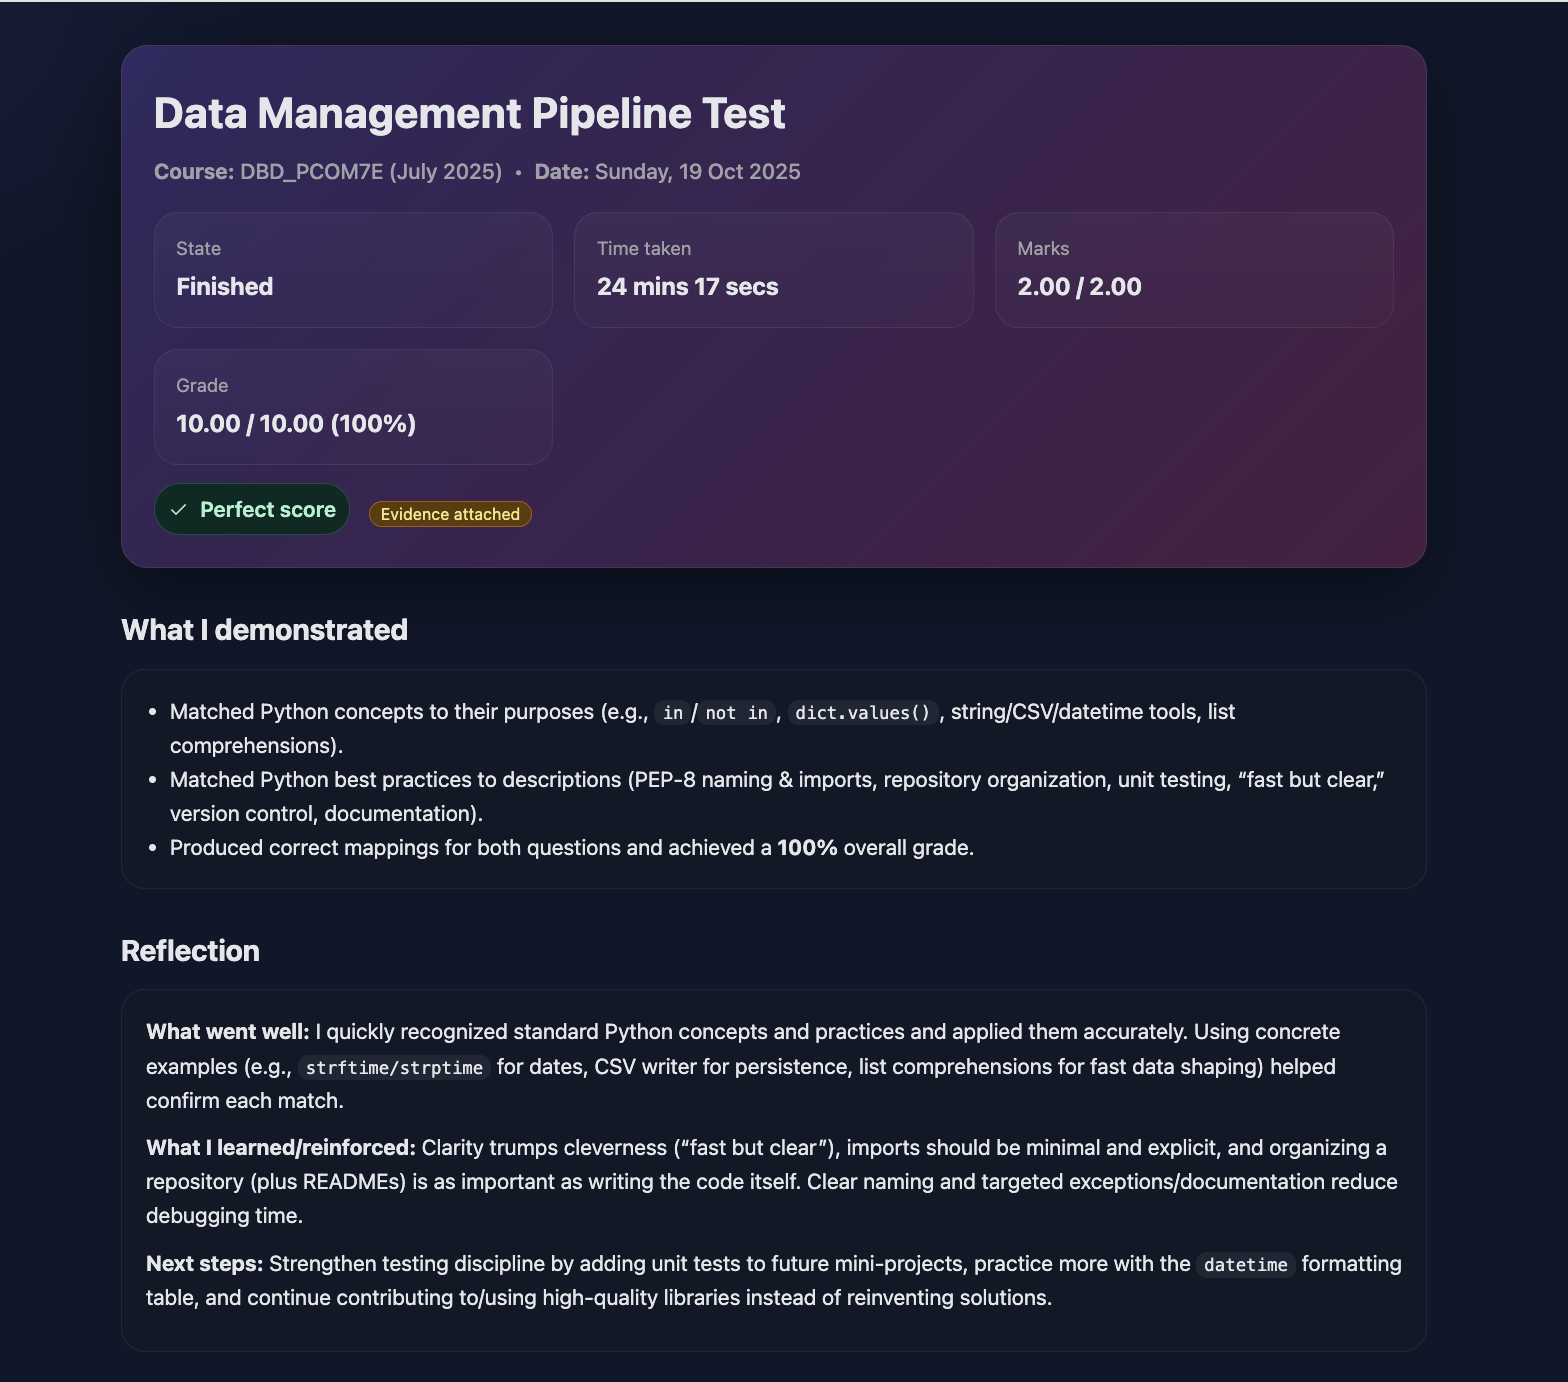 Data Management Pipeline Test
Course: DBD_PCOM7E (July 2025) • Date: Sunday, 19 Oct 2025
State
Finished
Time taken
24 mins 17 secs
Marks
2.00 / 2.00
Grade
10.00 / 10.00 (100%)
✓ Perfect score
Evidence attached
What I demonstrated
• Matched Python concepts to their purposes (e.g., in / not in, dict.values(), string/CSV/datetime tools, list
comprehensions).
• Matched Python best practices to descriptions (PEP-8 naming & imports, repository organization, unit testing, “fast but clear,”
version control, documentation).
• Produced correct mappings for both questions and achieved a 100% overall grade.
Reflection
What went well: I quickly recognized standard Python concepts and practices and applied them accurately. Using concrete
examples (e.g., strftime/strptime for dates, CSV writer for persistence, list comprehensions for fast data shaping) helped
confirm each match.
What I learned/reinforced: Clarity trumps cleverness (“fast but clear”), imports should be minimal and explicit, and organizing a
repository (plus READMEs) is as important as writing the code itself. Clear naming and targeted exceptions/documentation reduce
debugging time.
Next steps: Strengthen testing discipline by adding unit tests to future mini-projects, practice more with the datetime formatting
table, and continue contributing to/using high-quality libraries instead of reinventing solutions.